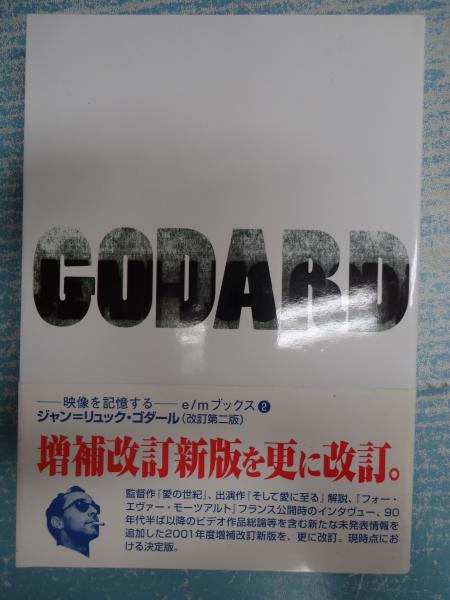 GODARD
——映像を記憶する—— e/mブックス❷
ジャン=リュック・ゴダール(改訂第二版)
増補改訂新版を更に改訂。
監督作『愛の世紀』、出演作『そして愛に至る』解説、『フォー・
エヴァー・モーツァルト』フランス公開時のインタヴュー、90
年代半ば以降のビデオ作品総論等を含む新たな未発表情報を
追加した2001年度増補改訂新版を、更に改訂。現時点にお
ける決定版。